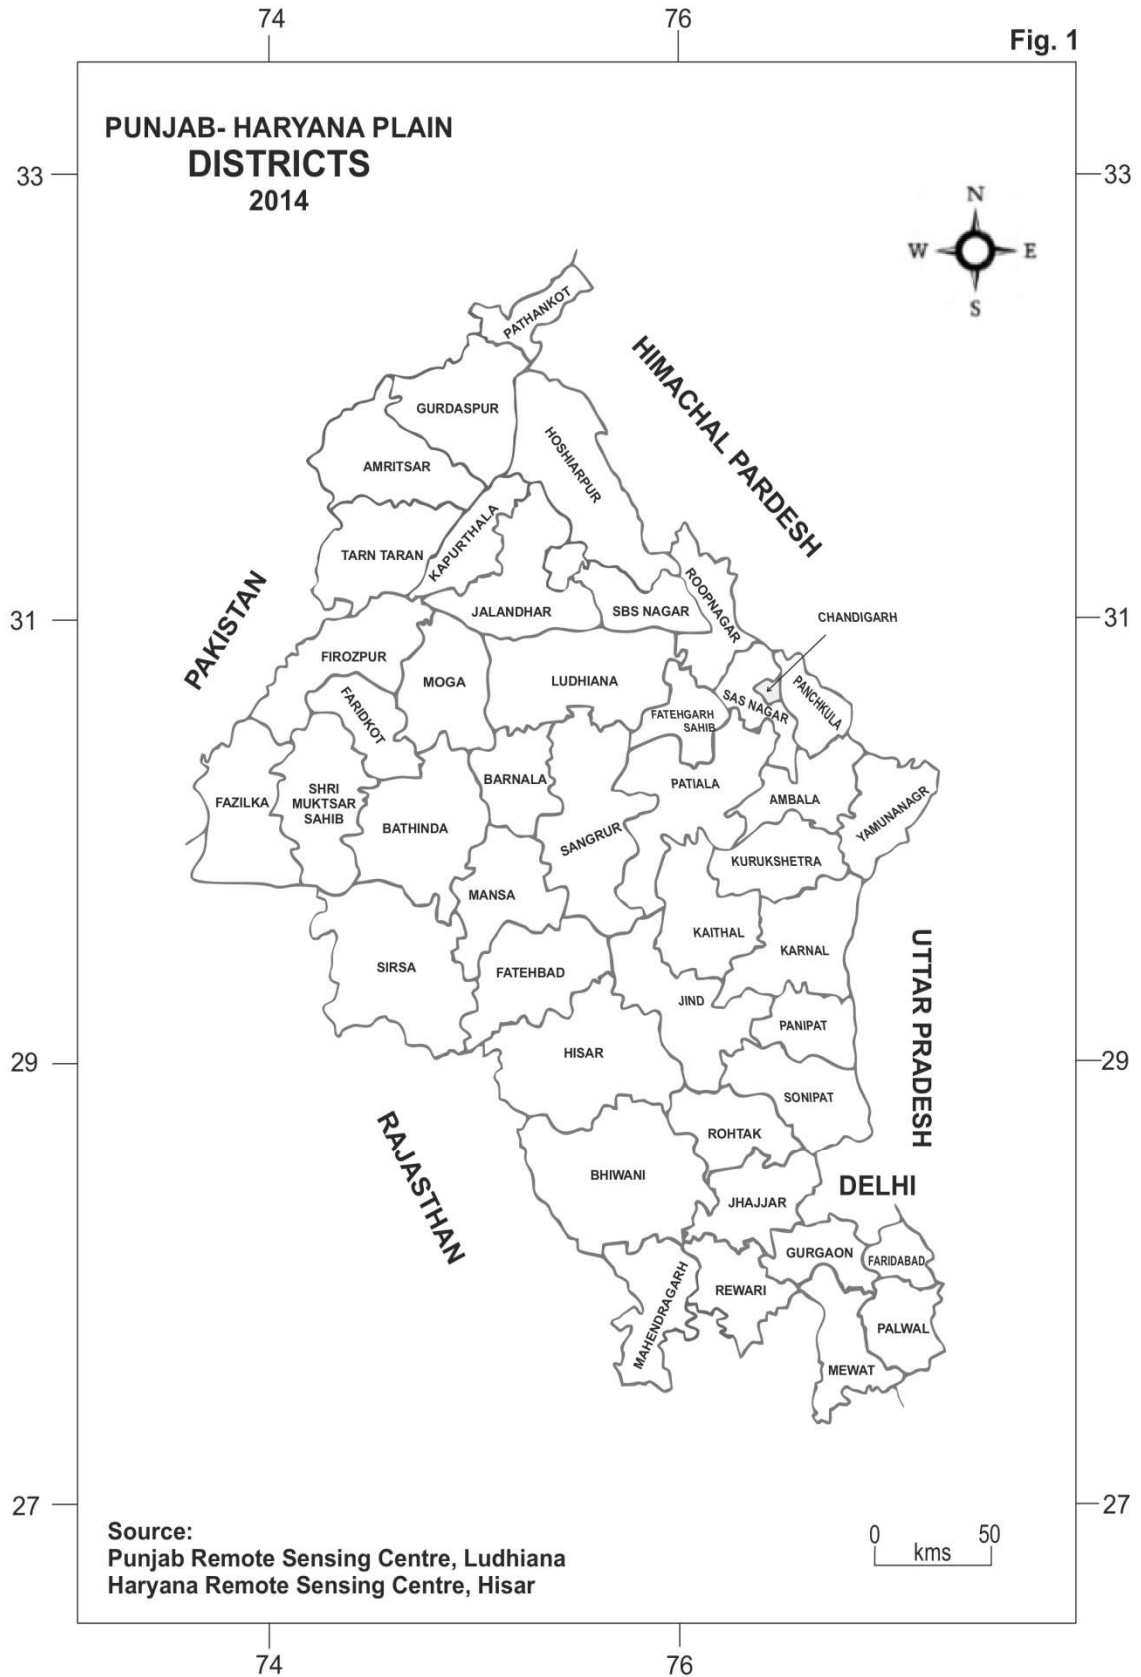 74
76
Fig. 1
PUNJAB- HARYANA PLAIN
DISTRICTS
2014
33
33
N
W
E
S
PATHANKOT
HIMACHAL PARDESH
GURDASPUR
HOSHIARPUR
AMRITSAR
KAPURTHALA
TARN TARAN
ROOPNAGAR
PAKISTAN
JALANDHAR
SBS NAGAR
31
31
CHANDIGARH
FIROZPUR
MOGA
LUDHIANA
FARIDKOT
SAS NAGAR
PANCHKULA
FATEHGARH
SAHIB
BARNALA
PATIALA
FAZILKA
SHRI
MUKTSAR
SAHIB
AMBALA
YAMUNANAGR
BATHINDA
SANGRUR
KURUKSHETRA
MANSA
KAITHAL
KARNAL
SIRSA
FATEHBAD
UTTAR PRADESH
JIND
PANIPAT
HISAR
29
29
SONIPAT
RAJASTHAN
ROHTAK
BHIWANI
DELHI
JHAJJAR
GURGAON
FARIDABAD
MAHENDRAGARH
REWARI
PALWAL
MEWAT
27
27
Source:
Punjab Remote Sensing Centre, Ludhiana
Haryana Remote Sensing Centre, Hisar
0 50
kms
74
76